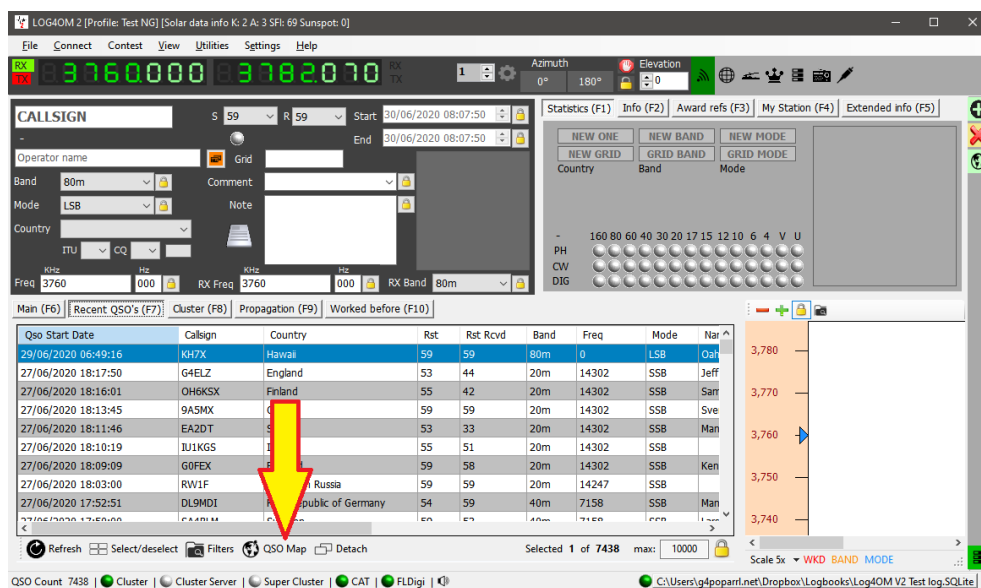 LOG4OM 2 [Profile: Test NG] [Solar data info K: 2 A: 3 SFI: 69 Sunspot: 0]
File Connect Contest View Utilities Settings Help
RX TX 3760.000 3782.070 RX TX 1 Azimuth 0° 180° Elevation 0
CALLSIGN S 59 R 59 Start 30/06/2020 08:07:50
- End 30/06/2020 08:07:50
Operator name Grid
Band 80m Comment
Mode LSB Note
Country
ITU CQ
KHz Hz KHz Hz
Freq 3760 000 RX Freq 3760 000 RX Band 80m
Statistics (F1) Info (F2) Award refs (F3) My Station (F4) Extended info (F5)
NEW ONE NEW BAND NEW MODE
NEW GRID GRID BAND GRID MODE
Country Band Mode
- 160 80 60 40 30 20 17 15 12 10 6 4 V U
PH
CW
DIG
Main (F6) Recent QSO's (F7) Cluster (F8) Propagation (F9) Worked before (F10)
Qso Start Date Callsign Country Rst Rst Rcvd Band Freq Mode Nar
29/06/2020 06:49:16 KH7X Hawaii 59 59 80m 0 LSB Oah
27/06/2020 18:17:50 G4ELZ England 53 44 20m 14302 SSB Jeff
27/06/2020 18:16:01 OH6KSX Finland 55 42 20m 14302 SSB Sam
27/06/2020 18:13:45 9A5MX 59 59 20m 14302 SSB Sve
27/06/2020 18:11:46 EA2DT 53 33 20m 14302 SSB Man
27/06/2020 18:10:19 IU1KGS 55 51 20m 14302 SSB
27/06/2020 18:09:09 G0FEX 59 58 20m 14302 SSB Ken
27/06/2020 18:03:00 RW1F Russia 59 59 20m 14247 SSB
27/06/2020 17:52:51 DL9MDI public of Germany 54 59 40m 7158 SSB Man
3,780
3,770
3,760
3,750
3,740
Refresh Select/deselect Filters QSO Map Detach Selected 1 of 7438 max: 10000
Scale 5x WKD BAND MODE
QSO Count 7438 | Cluster | Cluster Server | Super Cluster | CAT | FLDigi | C:\Users\g4poparrl.net\Dropbox\Logbooks\Log4OM V2 Test log.SQLite